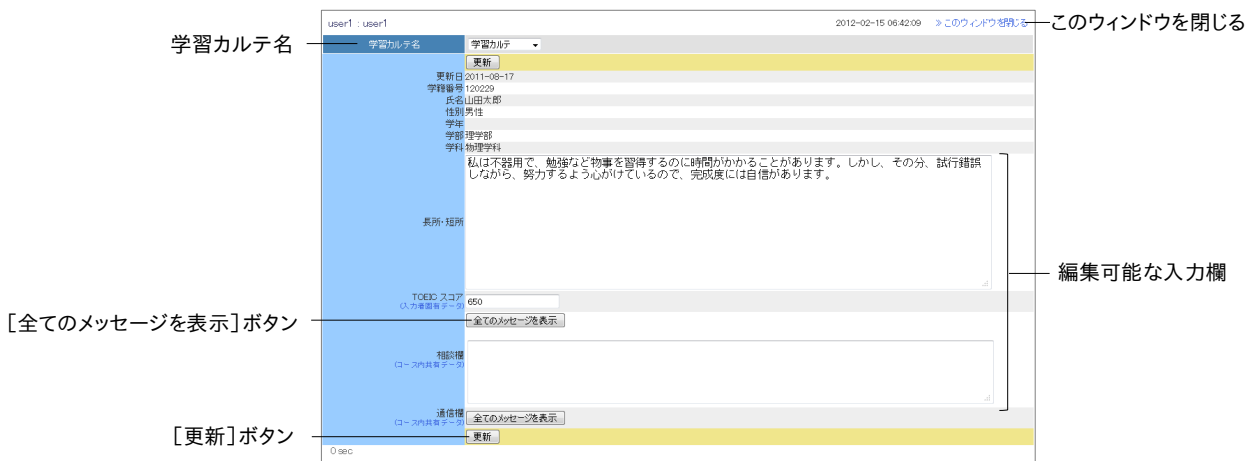 user1 : user1
2012-02-15 06:42:09 ≫このウィンドウを閉じる
このウィンドウを閉じる
学習カルテ名
学習カルテ名
学習カルテ
更新
更新日 2011-08-17
学籍番号 120229
氏名 山田太郎
性別 男性
学年
学部 理学部
学科 物理学科
私は不器用で、勉強など物事を習得するのに時間がかかることがあります。しかし、その分、試行錯誤
しながら、努力するよう心がけているので、完成度には自信があります。
長所・短所
編集可能な入力欄
TOEIC スコア
(入力者固有データ)
650
[全てのメッセージを表示]ボタン
全てのメッセージを表示
相談欄
(コース内共有データ)
通信欄
(コース内共有データ)
全てのメッセージを表示
[更新]ボタン
更新
0 sec